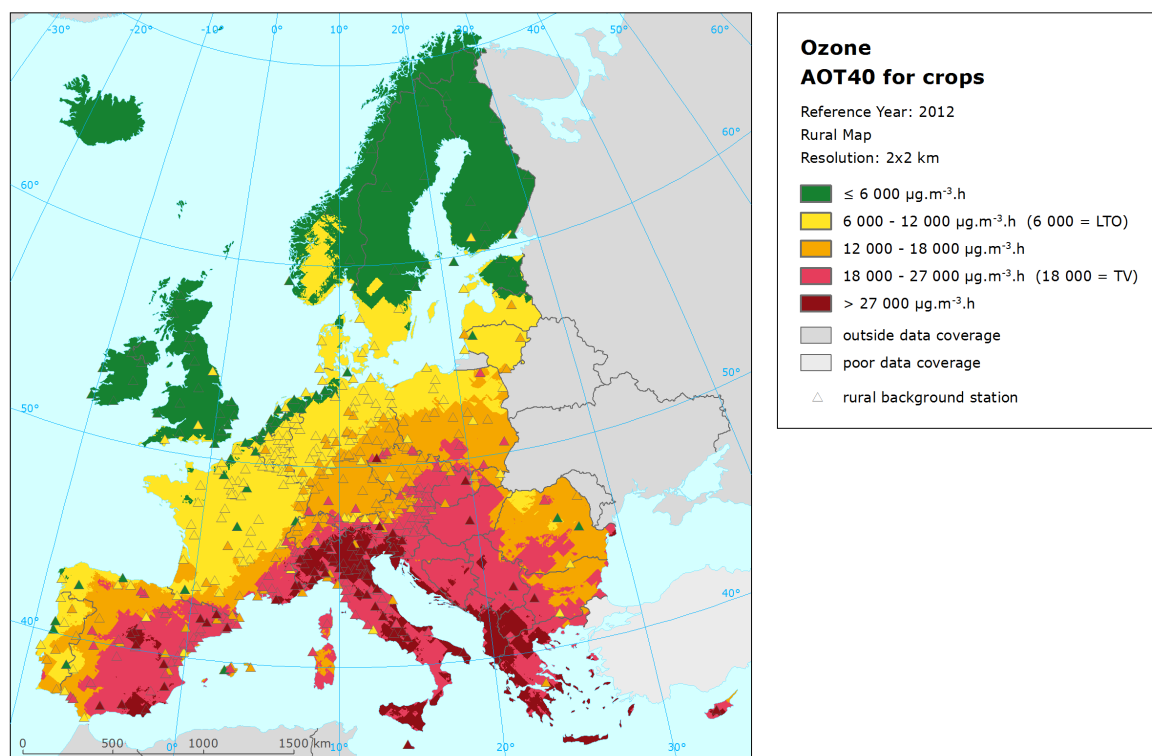 -30° -20° -10° 0° 10° 20° 30° 40° 50° 60°
60°
60°
50°
50°
40°
40°
0 500 1000 1500 km
0° 10° 20° 30°
Ozone
AOT40 for crops
Reference Year: 2012
Rural Map
Resolution: 2x2 km
≤ 6 000 µg.m⁻³.h
6 000 - 12 000 µg.m⁻³.h (6 000 = LTO)
12 000 - 18 000 µg.m⁻³.h
18 000 - 27 000 µg.m⁻³.h (18 000 = TV)
> 27 000 µg.m⁻³.h
outside data coverage
poor data coverage
rural background station